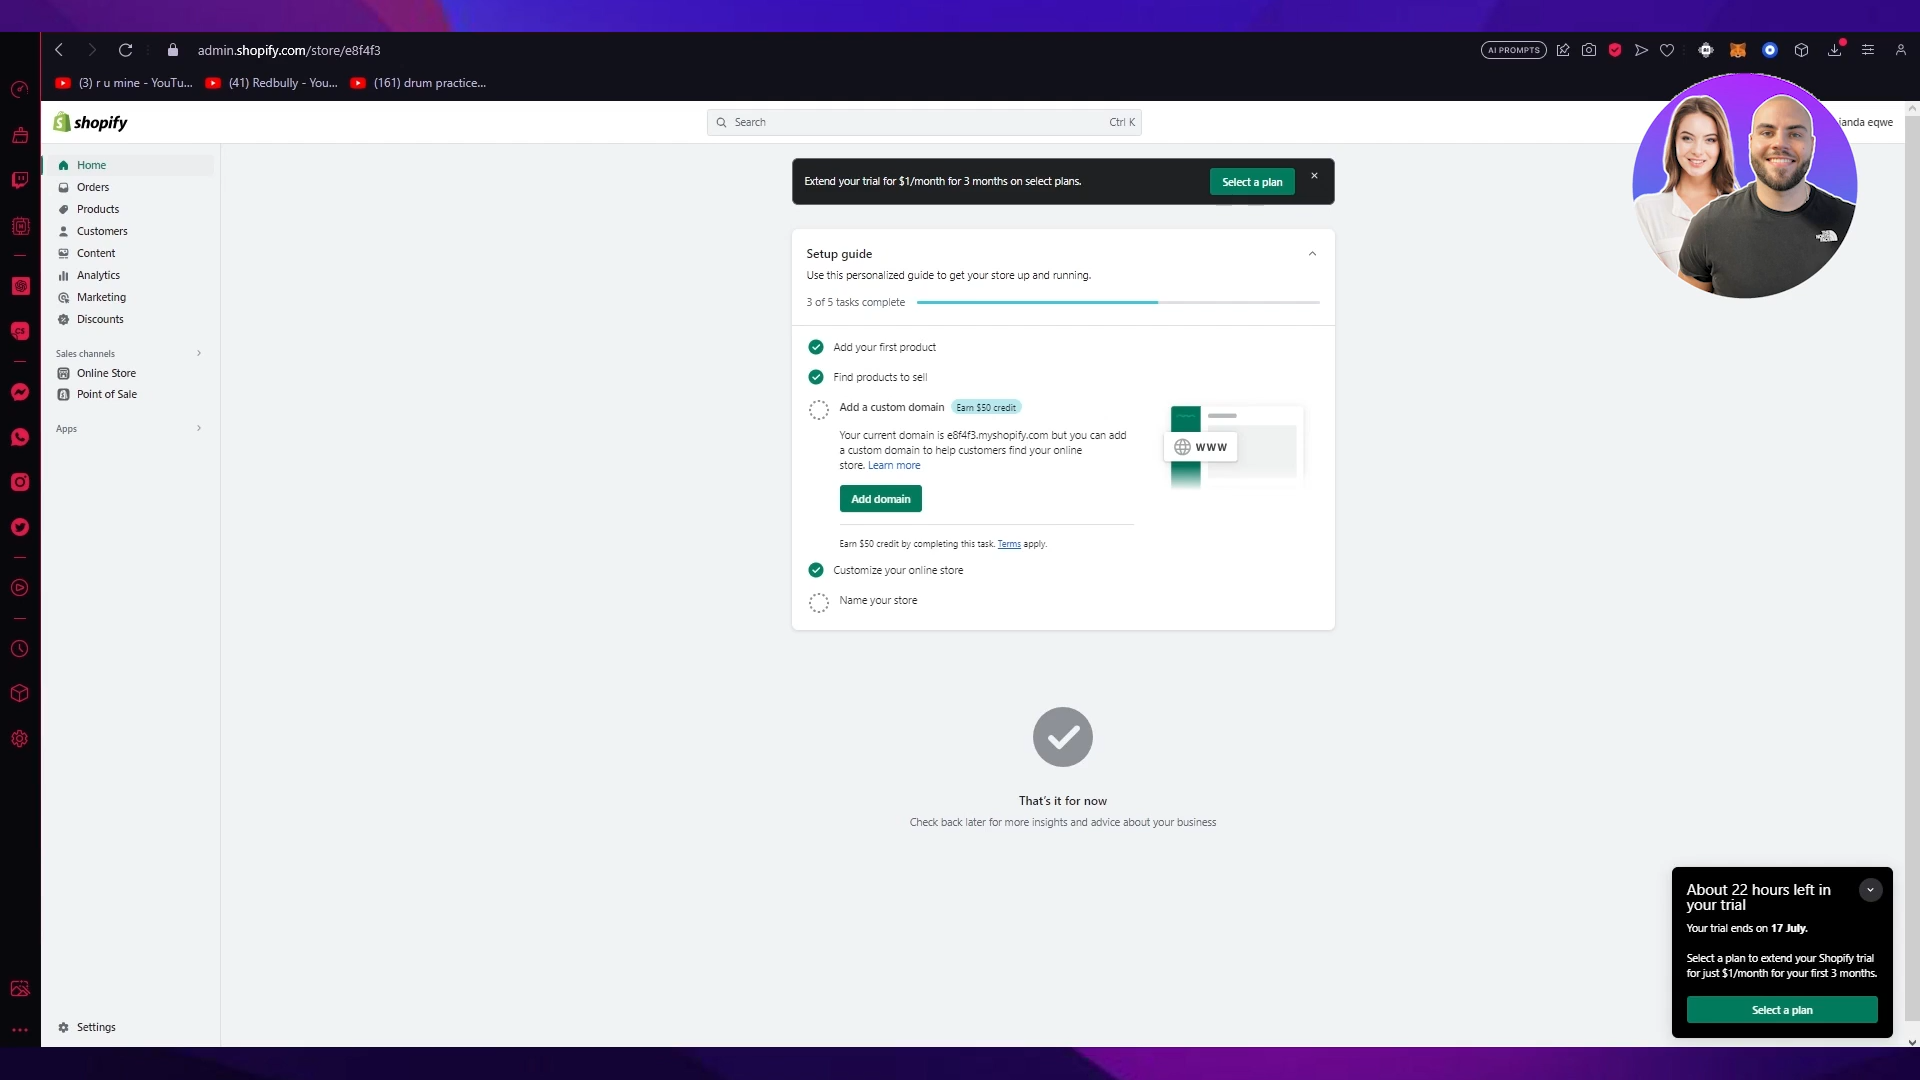 admin.shopify.com/store/e8f4f3
AI PROMPTS
(3) r u mine - YouTu...
(41) Redbully - You...
(161) drum practice...
shopify
Search
Ctrl K
ianda eqwe
Home
Orders
Products
Customers
Content
Analytics
Marketing
Discounts
Sales channels
Online Store
Point of Sale
Apps
Settings
Extend your trial for $1/month for 3 months on select plans.
Select a plan
Setup guide
Use this personalized guide to get your store up and running.
3 of 5 tasks complete
Add your first product
Find products to sell
Add a custom domain
Earn $50 credit
Your current domain is e8f4f3.myshopify.com but you can add
a custom domain to help customers find your online
store. Learn more
WWW
Add domain
Earn $50 credit by completing this task. Terms apply.
Customize your online store
Name your store
That's it for now
Check back later for more insights and advice about your business
About 22 hours left in
your trial
Your trial ends on 17 July.
Select a plan to extend your Shopify trial
for just $1/month for your first 3 months.
Select a plan